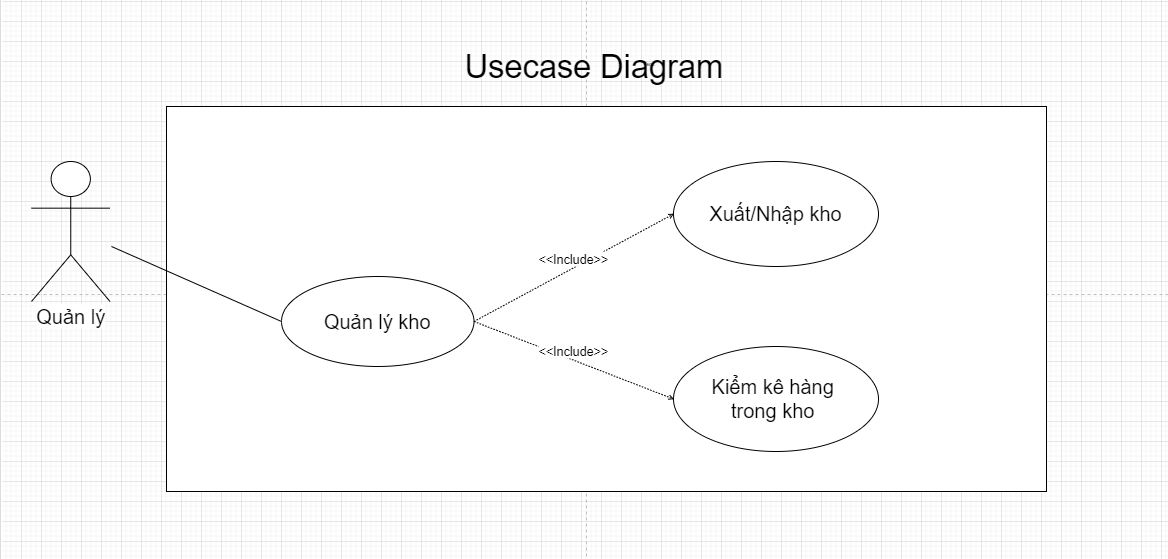 Usecase Diagram
Xuất/Nhập kho
<<Include>>
Quản lý
Quản lý kho
<<Include>>
Kiểm kê hàng
trong kho